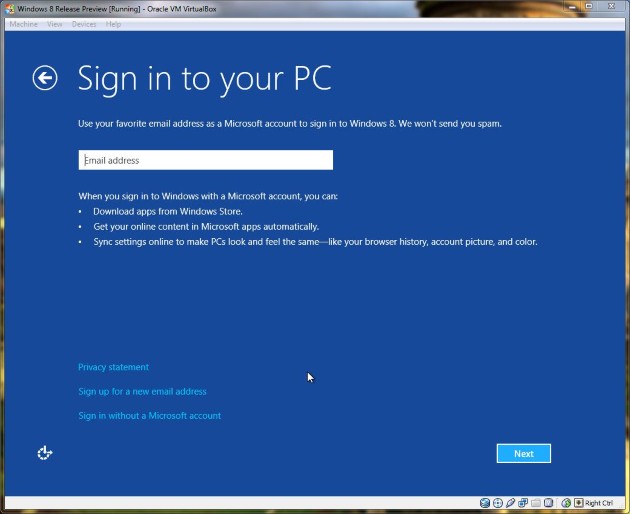 Windows 8 Release Preview [Running] - Oracle VM VirtualBox
Machine View Devices Help
Sign in to your PC
Use your favorite email address as a Microsoft account to sign in to Windows 8. We won't send you spam.
Email address
When you sign in to Windows with a Microsoft account, you can:
• Download apps from Windows Store.
• Get your online content in Microsoft apps automatically.
• Sync settings online to make PCs look and feel the same—like your browser history, account picture, and color.
Privacy statement
Sign up for a new email address
Sign in without a Microsoft account
Next
Right Ctrl